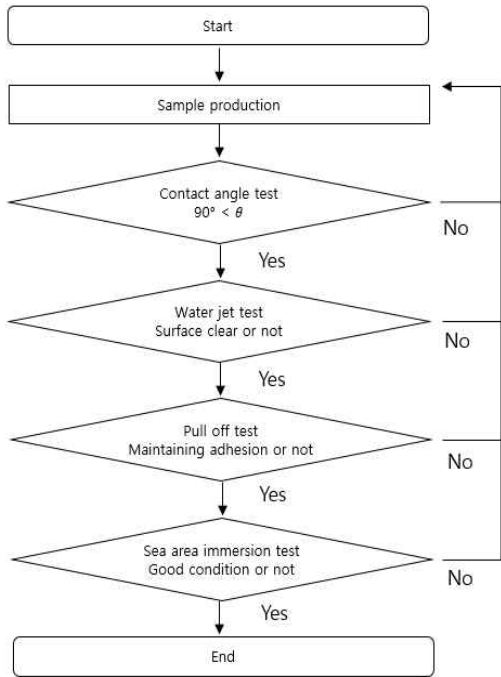 Start
Sample production
Contact angle test
90° < θ
No
Yes
Water jet test
Surface clear or not
No
Yes
Pull off test
Maintaining adhesion or not
No
Yes
Sea area immersion test
Good condition or not
No
Yes
End